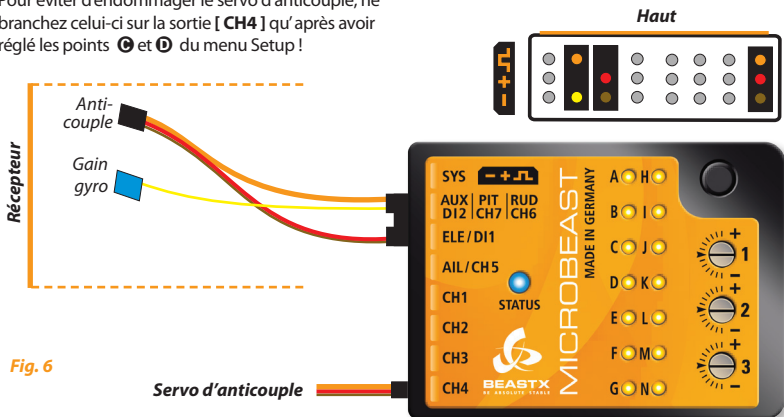 Pour éviter d'endommager le servo d'anticouple, ne
branchez celui-ci sur la sortie [ CH4 ] qu'après avoir
réglé les points C et D du menu Setup !
Haut
- +
Anti-
couple
Gain
gyro
Récepteur
SYS - +
AUX | PIT | RUD
DI2 | CH7 | CH6
ELE / DI1
AIL / CH5
CH1
CH2
CH3
CH4
STATUS
BEASTX
BE ABSOLUTE STABLE
MICROBEAST
MADE IN GERMANY
A H
B I
C J
D K
E L
F M
G N
+
1
-
+
2
-
+
3
-
Fig. 6
Servo d'anticouple